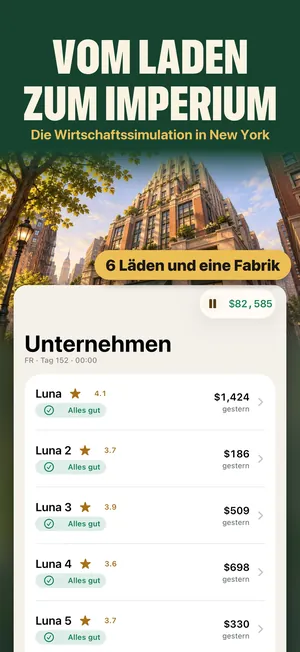 VOM LADEN
ZUM IMPERIUM
Die Wirtschaftssimulation in New York
6 Läden und eine Fabrik
$82,585
Unternehmen
FR · Tag 152 · 00:00
Luna 4.1 $1,424
Alles gut gestern
Luna 2 3.7 $186
Alles gut gestern
Luna 3 3.9 $509
Alles gut gestern
Luna 4 3.6 $698
Alles gut gestern
Luna 5 3.7 $330
Alles gut gestern